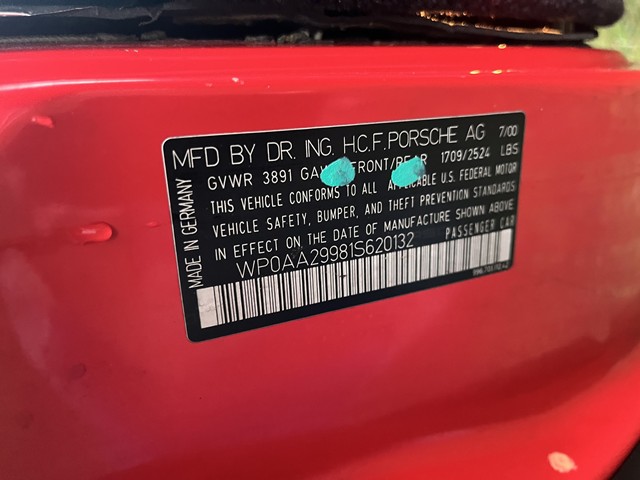 MFD BY DR. ING. H.C.F. PORSCHE AG 7/00
GVWR 3891 GAWR FRONT/REAR 1709/2524 LBS
THIS VEHICLE CONFORMS TO ALL APPLICABLE U.S. FEDERAL MOTOR
VEHICLE SAFETY, BUMPER, AND THEFT PREVENTION STANDARDS
IN EFFECT ON THE DATE OF MANUFACTURE SHOWN ABOVE
WP0AA29981S620132 PASSENGER CAR
MADE IN GERMANY